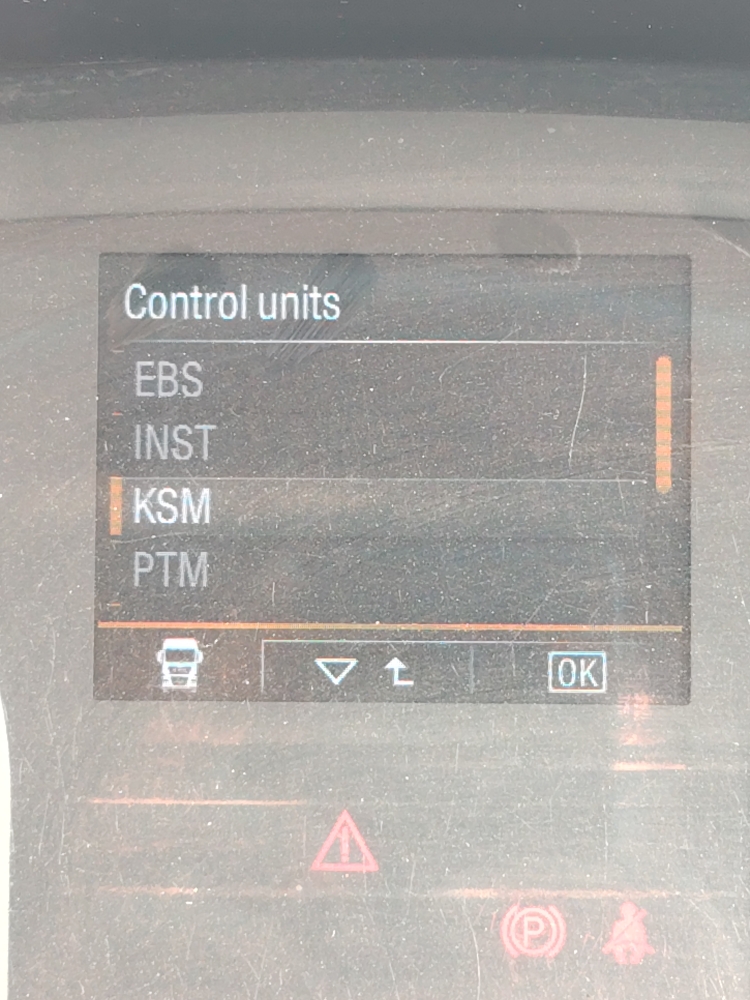 Control units
EBS
INST
KSM
PTM
OK
P